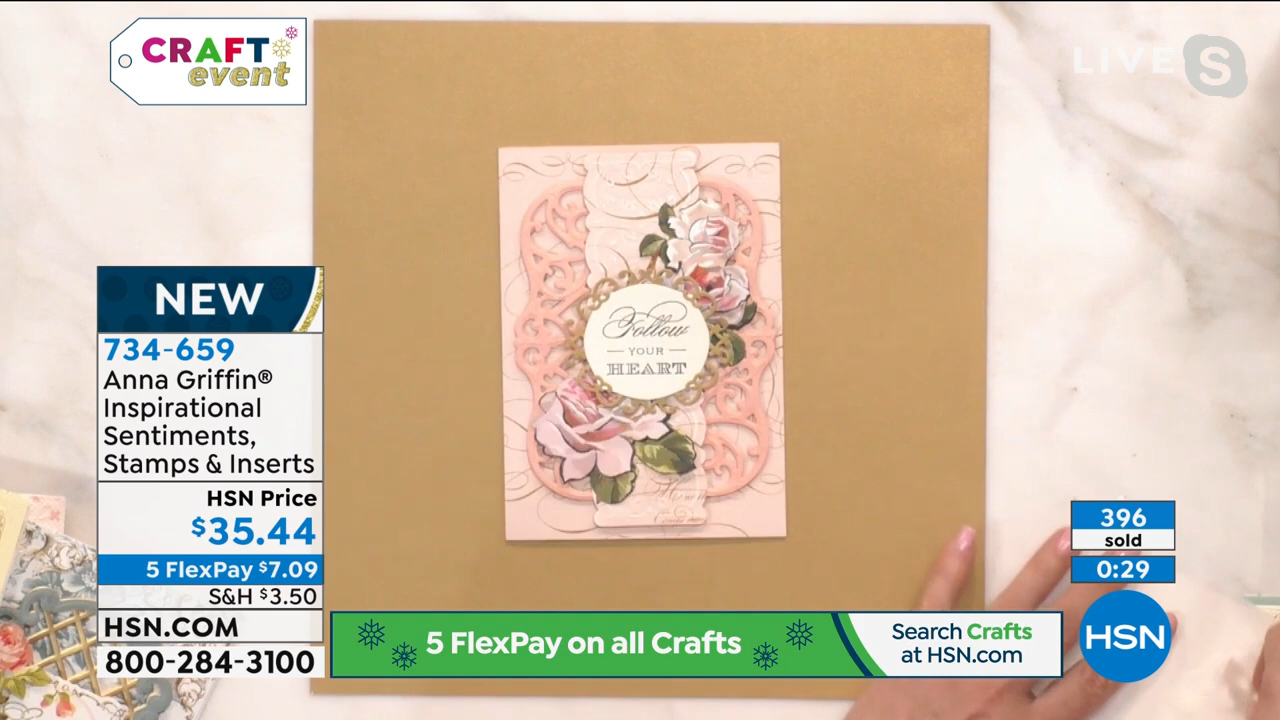 CRAFT
event
LIVE S
NEW
734-659
Anna Griffin®
Inspirational
Sentiments,
Stamps & Inserts
HSN Price
$35.44
5 FlexPay $7.09
S&H $3.50
HSN.COM
800-284-3100
Follow
YOUR
HEART
396
sold
0:29
5 FlexPay on all Crafts
Search Crafts
at HSN.com
HSN